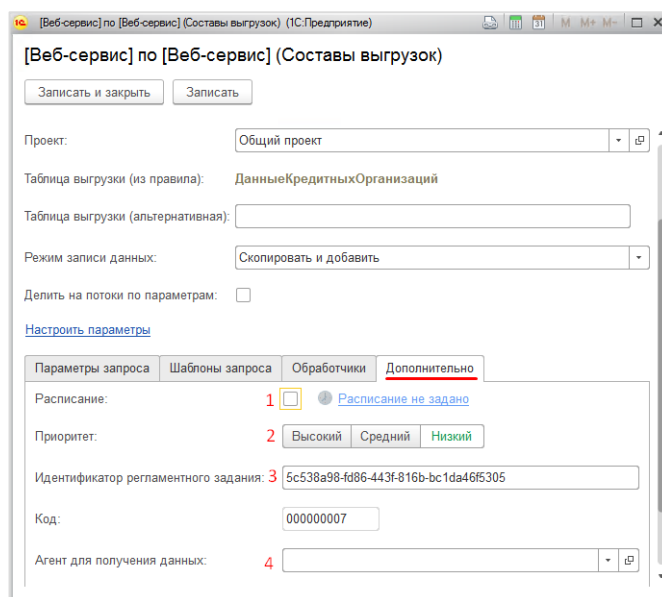 [Веб-сервис] по [Веб-сервис] (Составы выгрузок) (1С:Предприятие) 31 M M+ M-
[Веб-сервис] по [Веб-сервис] (Составы выгрузок)
Записать и закрыть Записать
Проект: Общий проект
Таблица выгрузки (из правила): ДанныеКредитныхОрганизаций
Таблица выгрузки (альтернативная):
Режим записи данных: Скопировать и добавить
Делить на потоки по параметрам:
Настроить параметры
Параметры запроса Шаблоны запроса Обработчики Дополнительно
Расписание: 1 Расписание не задано
Приоритет: 2 Высокий Средний Низкий
Идентификатор регламентного задания: 3 5c538a98-fd86-443f-816b-bc1da46f5305
Код: 000000007
Агент для получения данных: 4